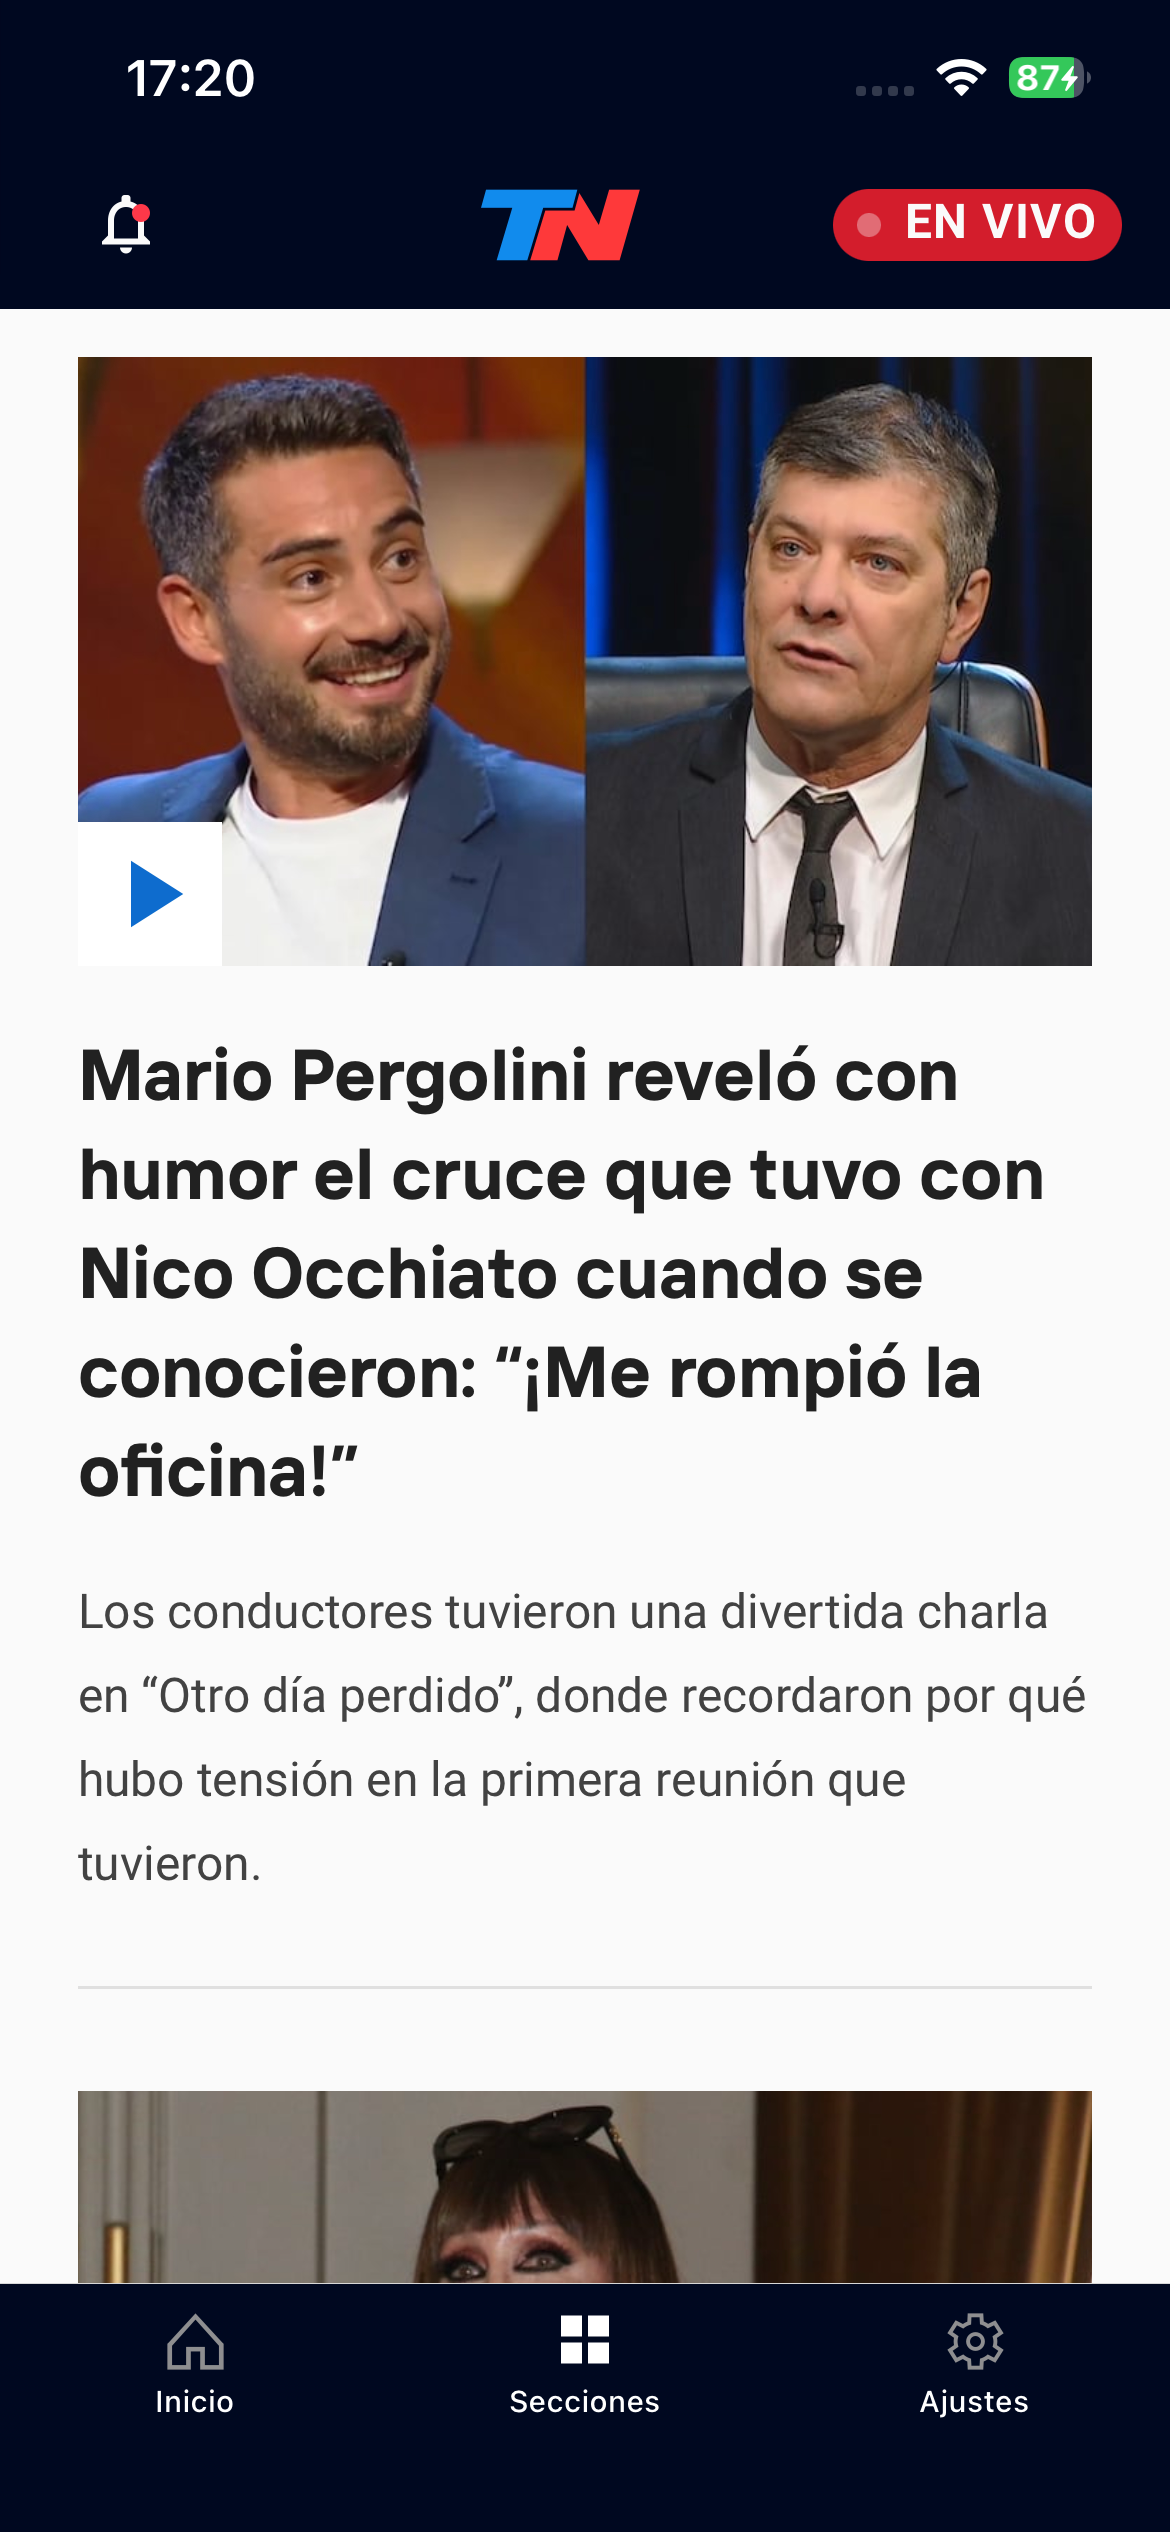 17:20
87
TN
EN VIVO
Mario Pergolini reveló con
humor el cruce que tuvo con
Nico Occhiato cuando se
conocieron: “¡Me rompió la
oficina!”
Los conductores tuvieron una divertida charla
en “Otro día perdido”, donde recordaron por qué
hubo tensión en la primera reunión que
tuvieron.
Inicio
Secciones
Ajustes